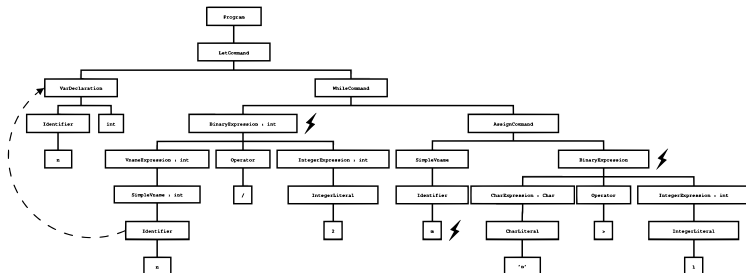 Program
LetCommand
VarDeclaration WhileCommand
Identifier int BinaryExpression : int AssignCommand
n VnameExpression : int Operator IntegerExpression : int SimpleVname BinaryExpression
SimpleVname : int / IntegerLiteral Identifier CharExpression : Char Operator IntegerExpression : int
Identifier 2 m CharLiteral > IntegerLiteral
n 'm' 1